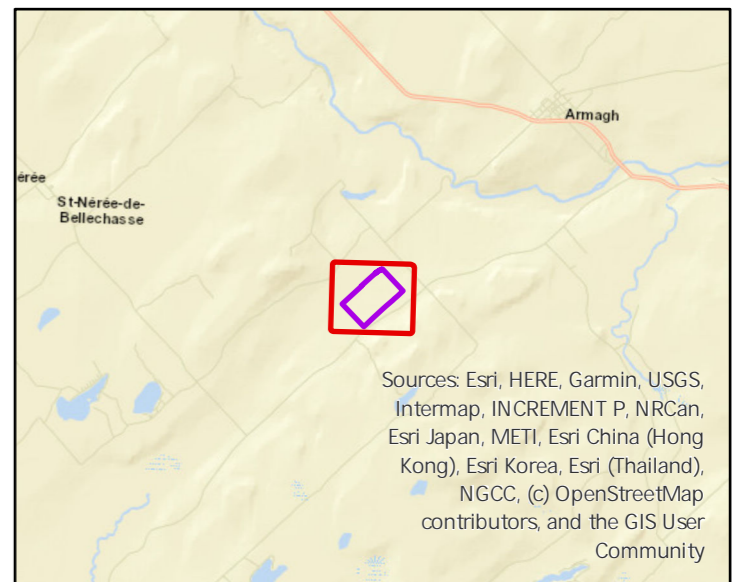 Armagh
érée
St-Nérée-de-
Bellechasse
Sources: Esri, HERE, Garmin, USGS,
Intermap, INCREMENT P, NRCan,
Esri Japan, METI, Esri China (Hong
Kong), Esri Korea, Esri (Thailand),
NGCC, (c) OpenStreetMap
contributors, and the GIS User
Community